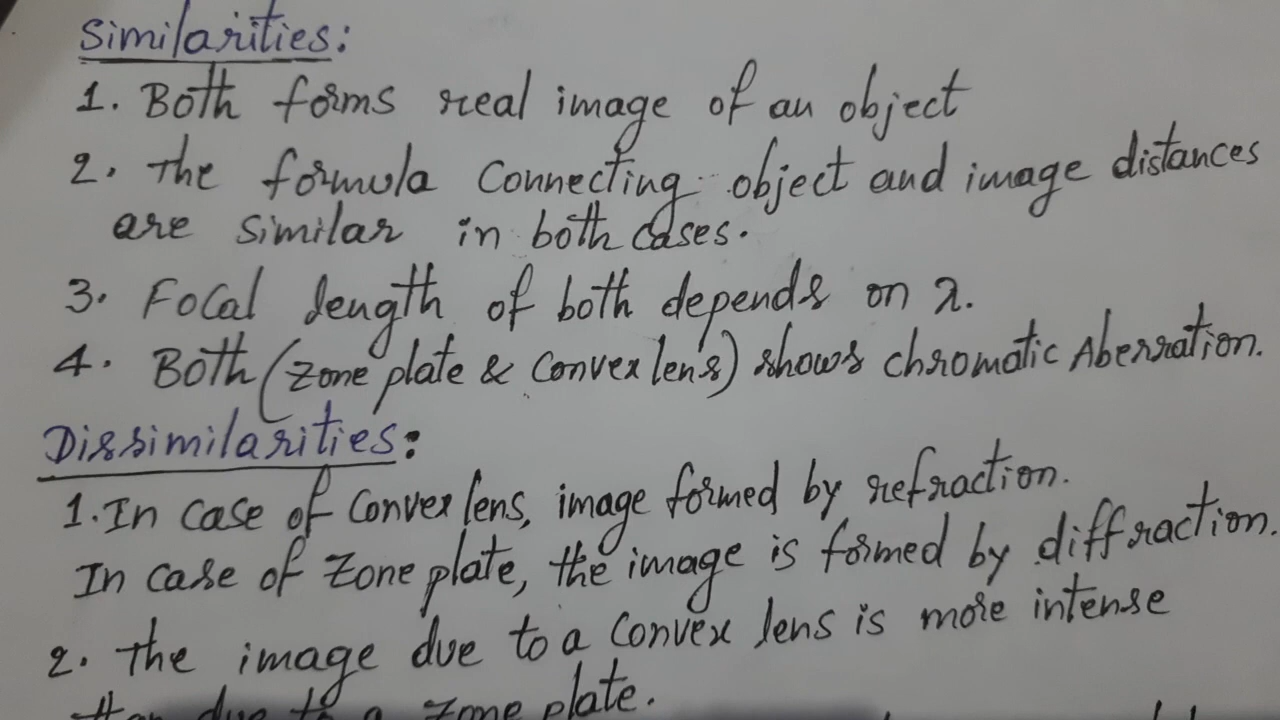 Similarities:
1. Both forms real image of an object
2. The formula connecting object and image distances
are similar in both cases.
3. Focal length of both depends on λ.
4. Both (zone plate & convex lens) shows chromatic Aberration.
Dissimilarities:
1. In case of convex lens, image formed by refraction.
In case of zone plate, the image is formed by diffraction.
2. The image due to a convex lens is more intense
than due to a zone plate.